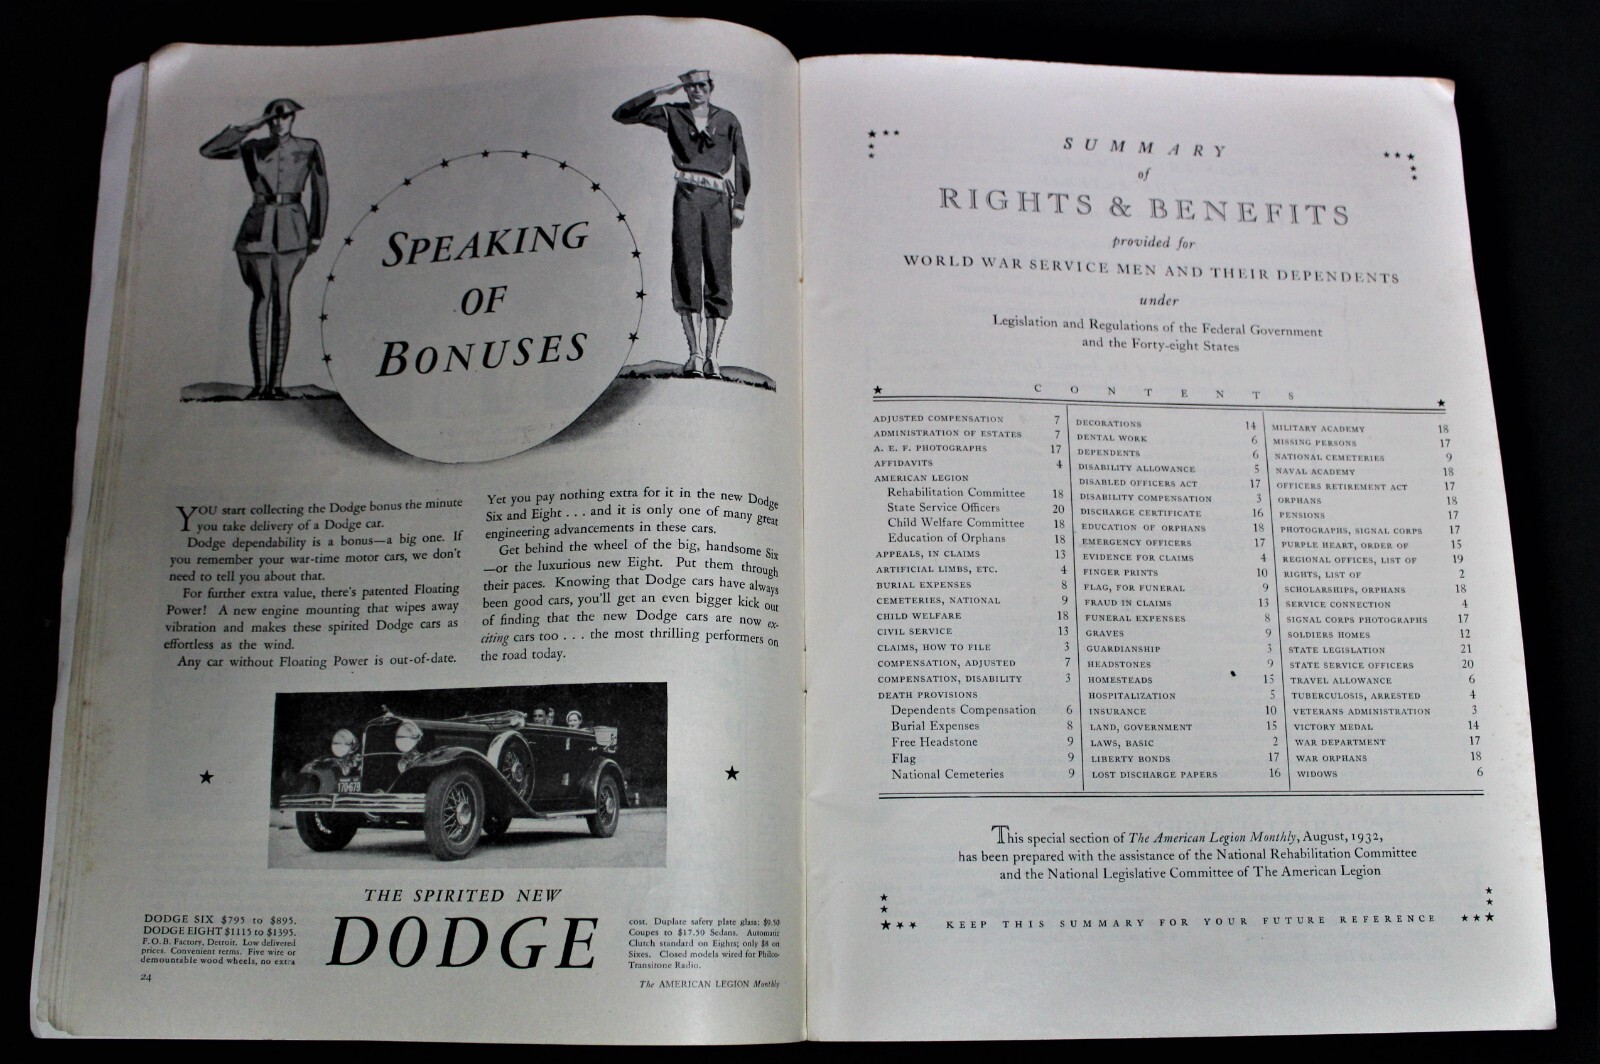 SPEAKING
OF
BONUSES
YOU start collecting the Dodge bonus the minute
you take delivery of a Dodge car.
Dodge dependability is a bonus—a big one. If
you remember your war-time motor cars, we don't
need to tell you about that.
For further extra value, there's patented Floating
Power! A new engine mounting that wipes away
vibration and makes these spirited Dodge cars as
effortless as the wind.
Any car without Floating Power is out-of-date.
Yet you pay nothing extra for it in the new Dodge
Six and Eight . . . and it is only one of many great
engineering advancements in these cars.
Get behind the wheel of the big, handsome Six
—or the luxurious new Eight. Put them through
their paces. Knowing that Dodge cars have always
been good cars, you'll get an even bigger kick out
of finding that the new Dodge cars are now ex-
citing cars too . . . the most thrilling performers on
the road today.
170·679
THE SPIRITED NEW
DODGE
DODGE SIX $795 to $895.
DODGE EIGHT $1115 to $1395.
F.O.B. Factory, Detroit. Low delivered
prices. Convenient terms. Five wire or
demountable wood wheels, no extra
cost. Duplate safety plate glass: $9.50
Coupes to $17.50 Sedans. Automatic
Clutch standard on Eights; only $8 on
Sixes. Closed models wired for Philco-
Transitone Radio.
24
The AMERICAN LEGION Monthly
SUMMARY
of
RIGHTS & BENEFITS
provided for
WORLD WAR SERVICE MEN AND THEIR DEPENDENTS
under
Legislation and Regulations of the Federal Government
and the Forty-eight States
CONTENTS
ADJUSTED COMPENSATION 7
ADMINISTRATION OF ESTATES 7
A. E. F. PHOTOGRAPHS 17
AFFIDAVITS 4
AMERICAN LEGION
Rehabilitation Committee 18
State Service Officers 20
Child Welfare Committee 18
Education of Orphans 18
APPEALS, IN CLAIMS 13
ARTIFICIAL LIMBS, ETC. 4
BURIAL EXPENSES 8
CEMETERIES, NATIONAL 9
CHILD WELFARE 18
CIVIL SERVICE 13
CLAIMS, HOW TO FILE 3
COMPENSATION, ADJUSTED 7
COMPENSATION, DISABILITY 3
DEATH PROVISIONS
Dependents Compensation 6
Burial Expenses 8
Free Headstone 9
Flag 9
National Cemeteries 9
DECORATIONS 14
DENTAL WORK 6
DEPENDENTS 6
DISABILITY ALLOWANCE 5
DISABLED OFFICERS ACT 17
DISABILITY COMPENSATION 3
DISCHARGE CERTIFICATE 16
EDUCATION OF ORPHANS 18
EMERGENCY OFFICERS 17
EVIDENCE FOR CLAIMS 4
FINGER PRINTS 10
FLAG, FOR FUNERAL 9
FRAUD IN CLAIMS 13
FUNERAL EXPENSES 8
GRAVES 9
GUARDIANSHIP 3
HEADSTONES 9
HOMESTEADS 15
HOSPITALIZATION 5
INSURANCE 10
LAND, GOVERNMENT 15
LAWS, BASIC 2
LIBERTY BONDS 17
LOST DISCHARGE PAPERS 16
MILITARY ACADEMY 18
MISSING PERSONS 17
NATIONAL CEMETERIES 9
NAVAL ACADEMY 18
OFFICERS RETIREMENT ACT 17
ORPHANS 18
PENSIONS 17
PHOTOGRAPHS, SIGNAL CORPS 17
PURPLE HEART, ORDER OF 15
REGIONAL OFFICES, LIST OF 19
RIGHTS, LIST OF 2
SCHOLARSHIPS, ORPHANS 18
SERVICE CONNECTION 4
SIGNAL CORPS PHOTOGRAPHS 17
SOLDIERS HOMES 12
STATE LEGISLATION 21
STATE SERVICE OFFICERS 20
TRAVEL ALLOWANCE 6
TUBERCULOSIS, ARRESTED 4
VETERANS ADMINISTRATION 3
VICTORY MEDAL 14
WAR DEPARTMENT 17
WAR ORPHANS 18
WIDOWS 6
This special section of The American Legion Monthly, August, 1932,
has been prepared with the assistance of the National Rehabilitation Committee
and the National Legislative Committee of The American Legion
KEEP THIS SUMMARY FOR YOUR FUTURE REFERENCE